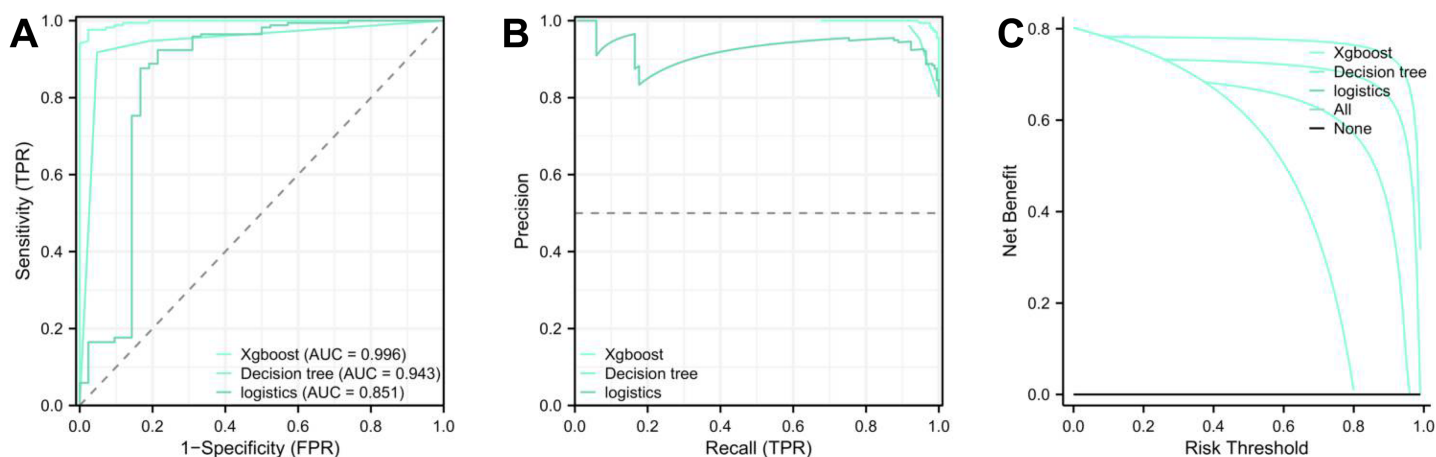 A
Sensitivity (TPR)
1.0
0.8
0.6
0.4
0.2
0.0
Xgboost (AUC = 0.996)
Decision tree (AUC = 0.943)
logistics (AUC = 0.851)
0.0 0.2 0.4 0.6 0.8 1.0
1−Specificity (FPR)
B
Precision
1.0
0.8
0.6
0.4
0.2
0.0
Xgboost
Decision tree
logistics
0.0 0.2 0.4 0.6 0.8 1.0
Recall (TPR)
C
Net Benefit
0.8
0.6
0.4
0.2
0.0
Xgboost
Decision tree
logistics
All
None
0.0 0.2 0.4 0.6 0.8 1.0
Risk Threshold